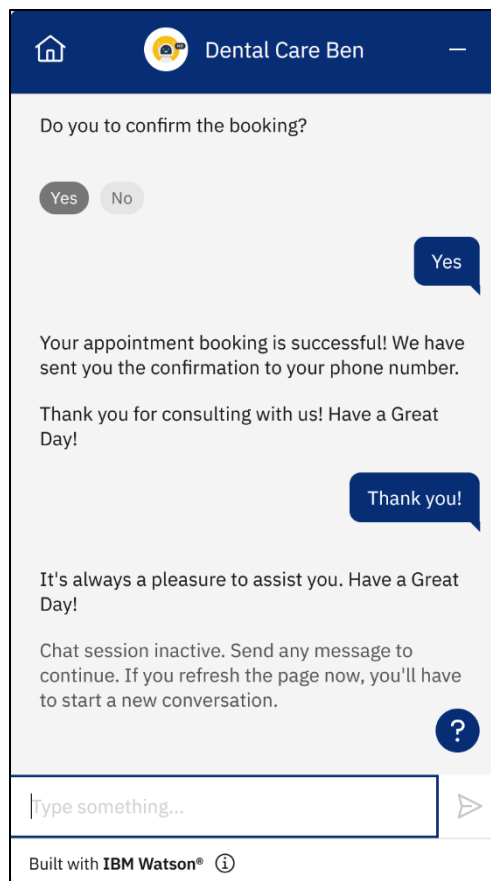 Dental Care Ben
Do you to confirm the booking?
Yes
No
Yes
Your appointment booking is successful! We have
sent you the confirmation to your phone number.
Thank you for consulting with us! Have a Great
Day!
Thank you!
It's always a pleasure to assist you. Have a Great
Day!
Chat session inactive. Send any message to
continue. If you refresh the page now, you'll have
to start a new conversation.
?
Type something...
Built with IBM Watson®